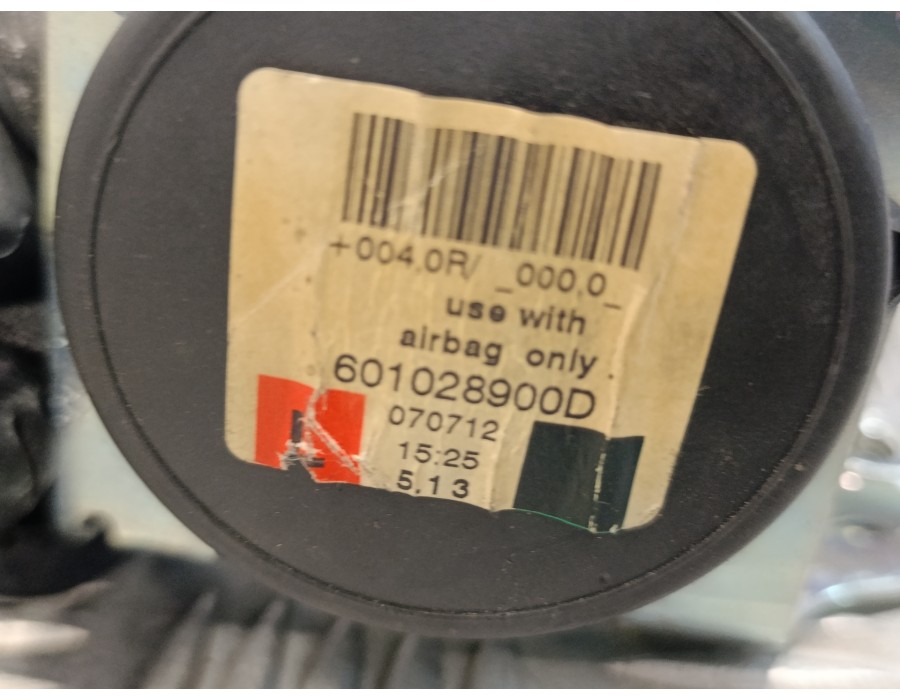 +004,0R/ _000,0_
use with
airbag only
601028900D
070712
15:25
5,13